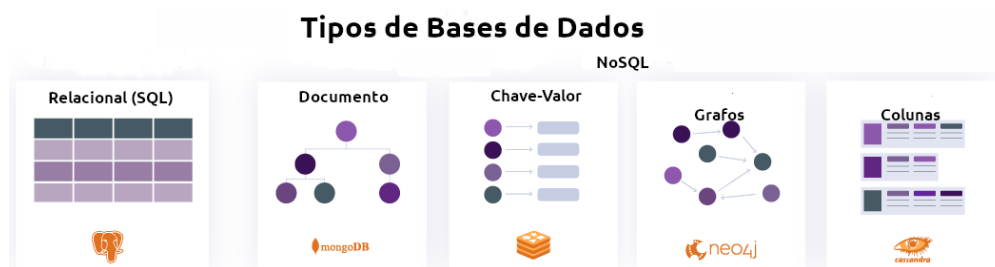 Tipos de Bases de Dados
NoSQL
Relacional (SQL)
Documento
Chave-Valor
Grafos
Colunas
mongoDB
neo4j
cassandra